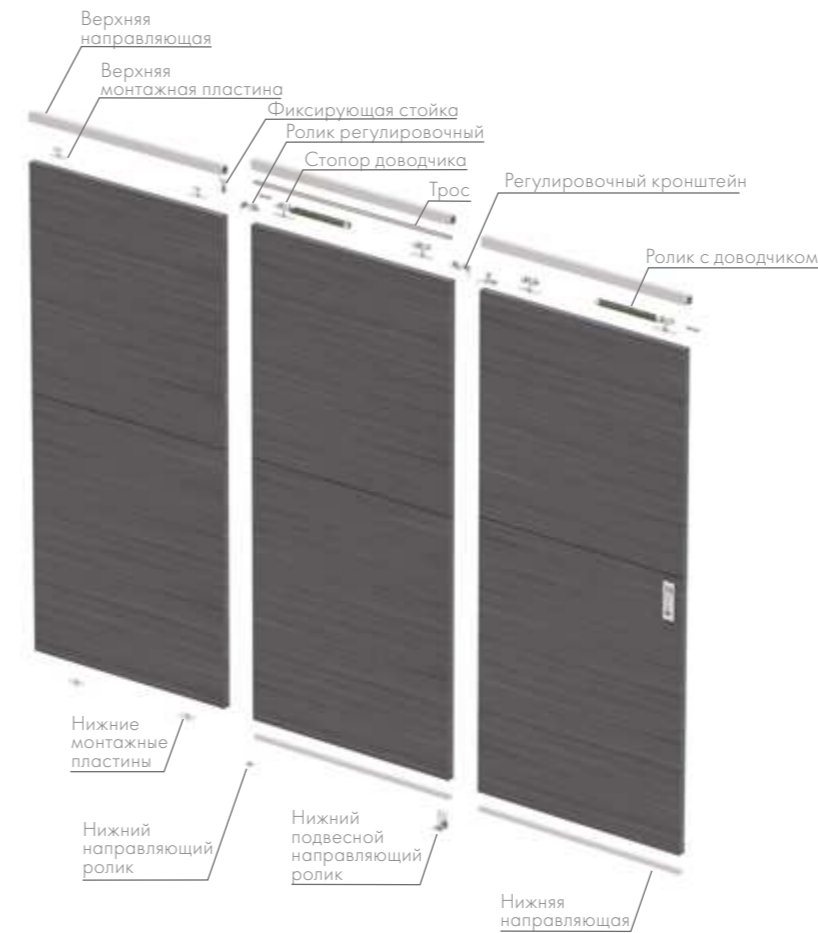 Верхняя
направляющая
Верхняя
монтажная пластина
Фиксирующая стойка
Ролик регулировочный
Стопор доводчика
Трос
Регулировочный кронштейн
Ролик с доводчиком
Нижние
монтажные
пластины
Нижний
направляющий
ролик
Нижний
подвесной
направляющий
ролик
Нижняя
направляющая